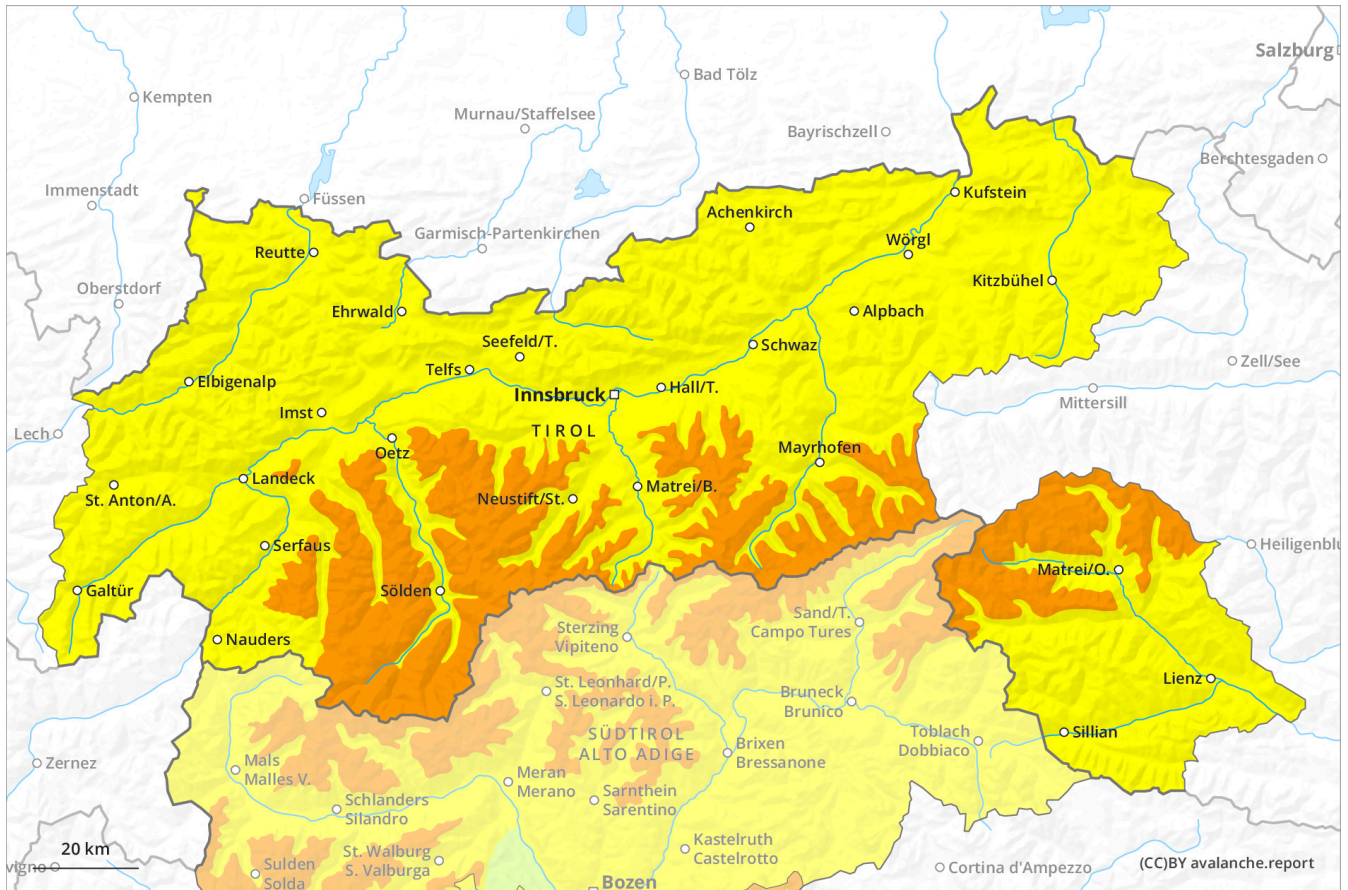 Salzburg
Bad Tölz
Kempten
Murnau/Staffelsee
Bayrischzell
Berchtesgaden
Immenstadt
Füssen
Kufstein
Achenkirch
Garmisch-Partenkirchen
Wörgl
Reutte
Oberstdorf
Kitzbühel
Ehrwald
Alpbach
Seefeld/T.
Schwaz
Zell/See
Telfs
Elbigenalp
Hall/T.
Innsbruck
Mittersill
Imst
TIROL
Lech
Mayrhofen
Oetz
Landeck
Matrei/B.
St. Anton/A.
Neustift/St.
Serfaus
Heiligenblu
Matrei/O.
Galtür
Sölden
Sand/T.
Campo Tures
Sterzing
Vipiteno
Nauders
Lienz
St. Leonhard/P.
S. Leonardo i. P.
Bruneck
Brunico
SÜDTIROL
ALTO ADIGE
Toblach
Dobbiaco
Sillian
Brixen
Bressanone
Zernez
Mals
Malles V.
Meran
Merano
Sarnthein
Sarentino
Schlanders
Silandro
Kastelruth
Castelrotto
20 km
St. Walburg
S. Valburga
vigno
Sulden
Solda
Cortina d'Ampezzo
(CC)BY avalanche.report
Bozen